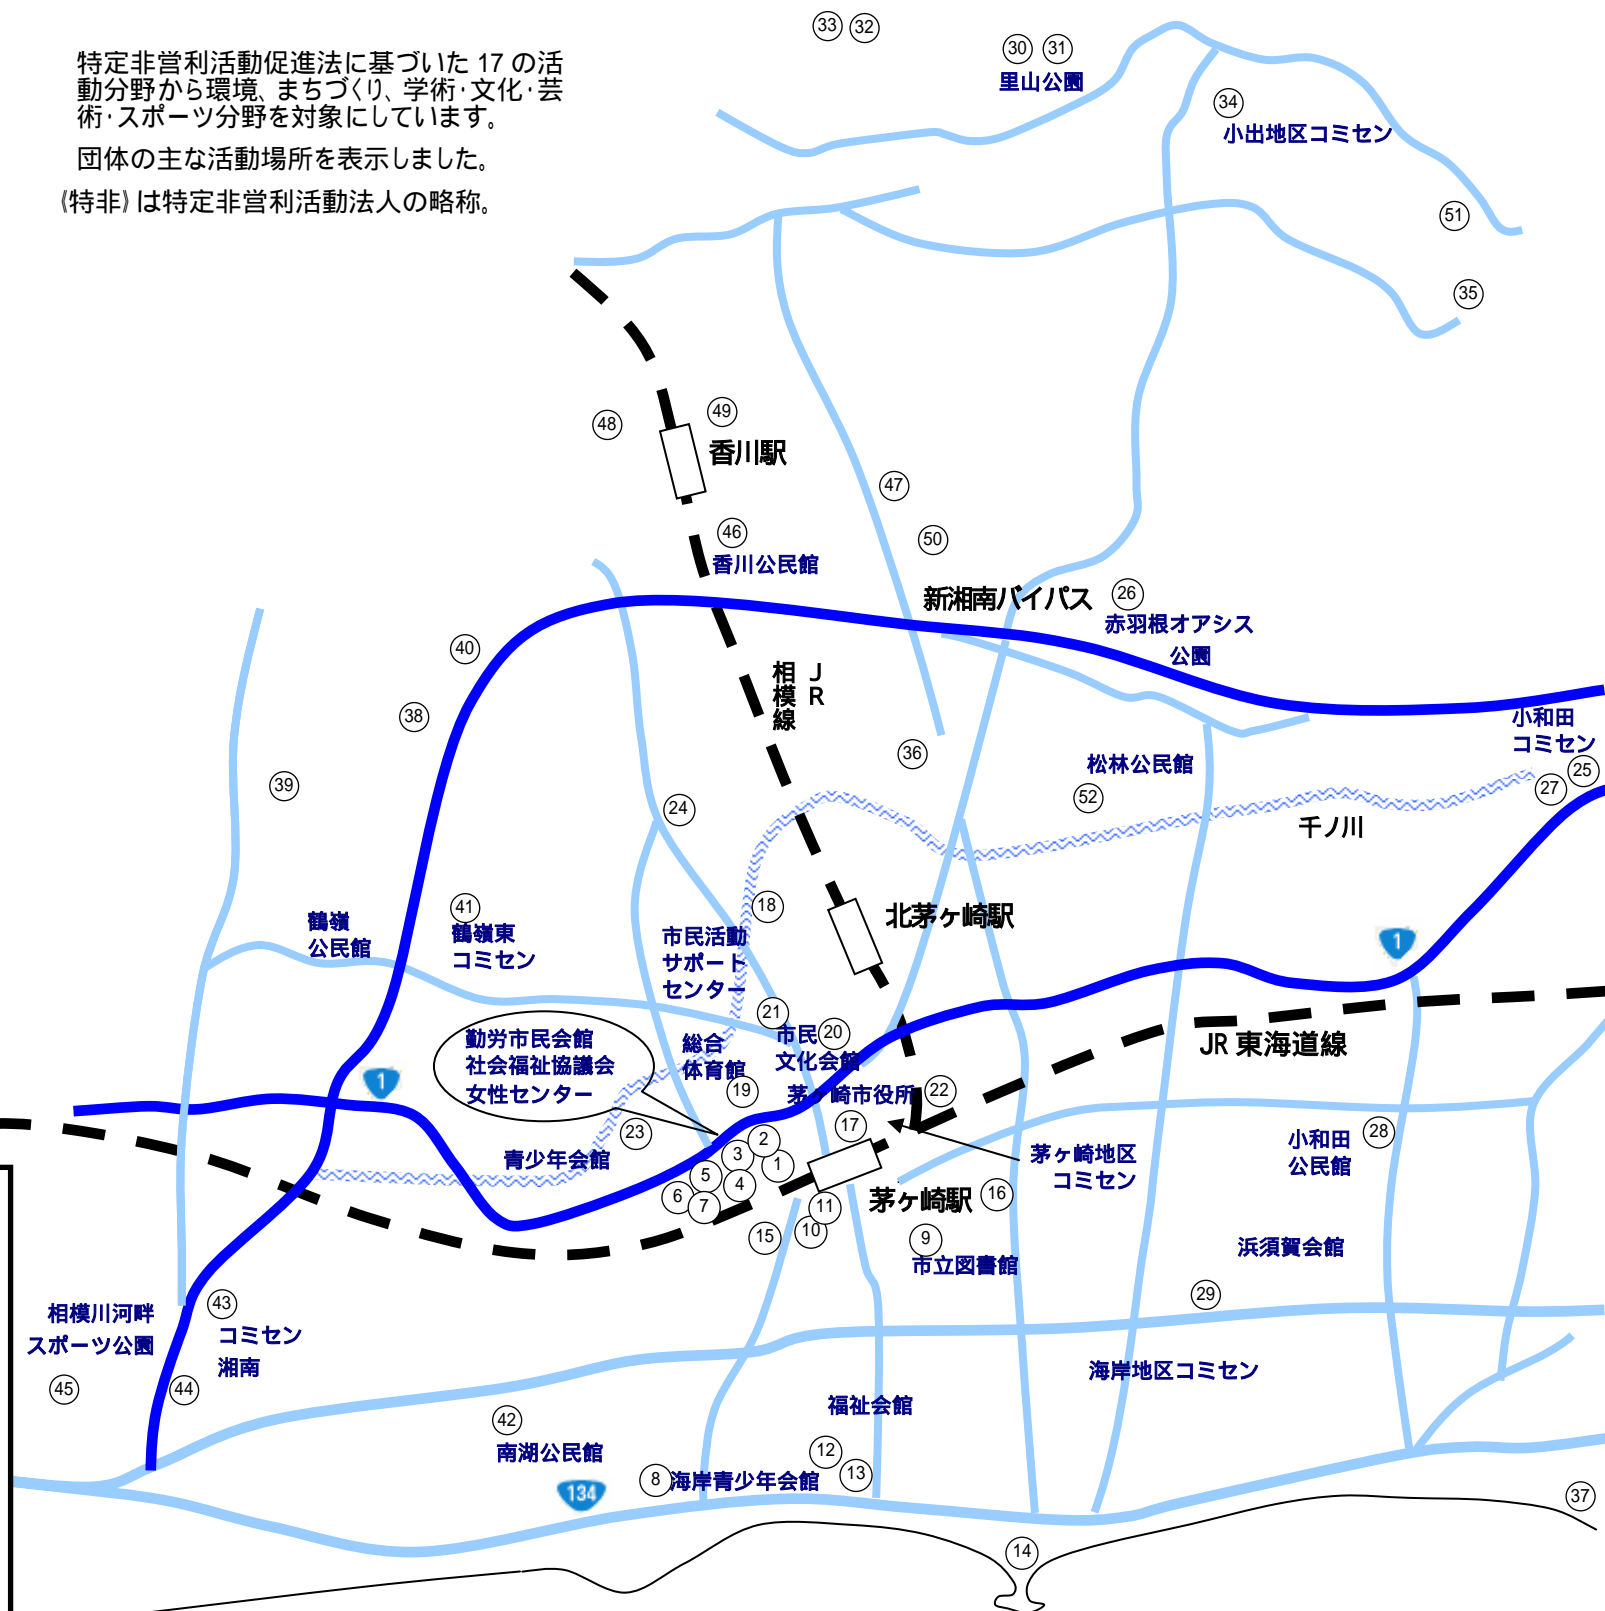 特定非営利活動促進法に基づいた 17 の活
動分野から環境、まちづくり、学術・文化・芸
術・スポーツ分野を対象にしています。
団体の主な活動場所を表示しました。
《特非》は特定非営利活動法人の略称。
33 32
30 31
里山公園
34
小出地区コミセン
51
35
48
49
香川駅
47
46
香川公民館
50
新湘南バイパス
26
赤羽根オアシス
公園
40
JR
相模線
38
36
39
24
松林公民館
52
小和田
コミセン
27
25
千ノ川
18
41
鶴嶺
公民館
鶴嶺東
コミセン
北茅ヶ崎駅
市民活動
サポート
センター
1
21
20
市民
文化会館
総合
体育館
19
勤労市民会館
社会福祉協議会
女性センター
1
JR 東海道線
茅ヶ崎市役所
22
17
23
青少年会館
2
3
1
5
4
6
7
茅ヶ崎地区
コミセン
28
小和田
公民館
茅ヶ崎駅
16
11
10
15
9
市立図書館
浜須賀会館
29
相模川河畔
スポーツ公園
45
43
コミセン
湘南
44
海岸地区コミセン
42
南湖公民館
福祉会館
12
13
8
海岸青少年会館
134
37
14